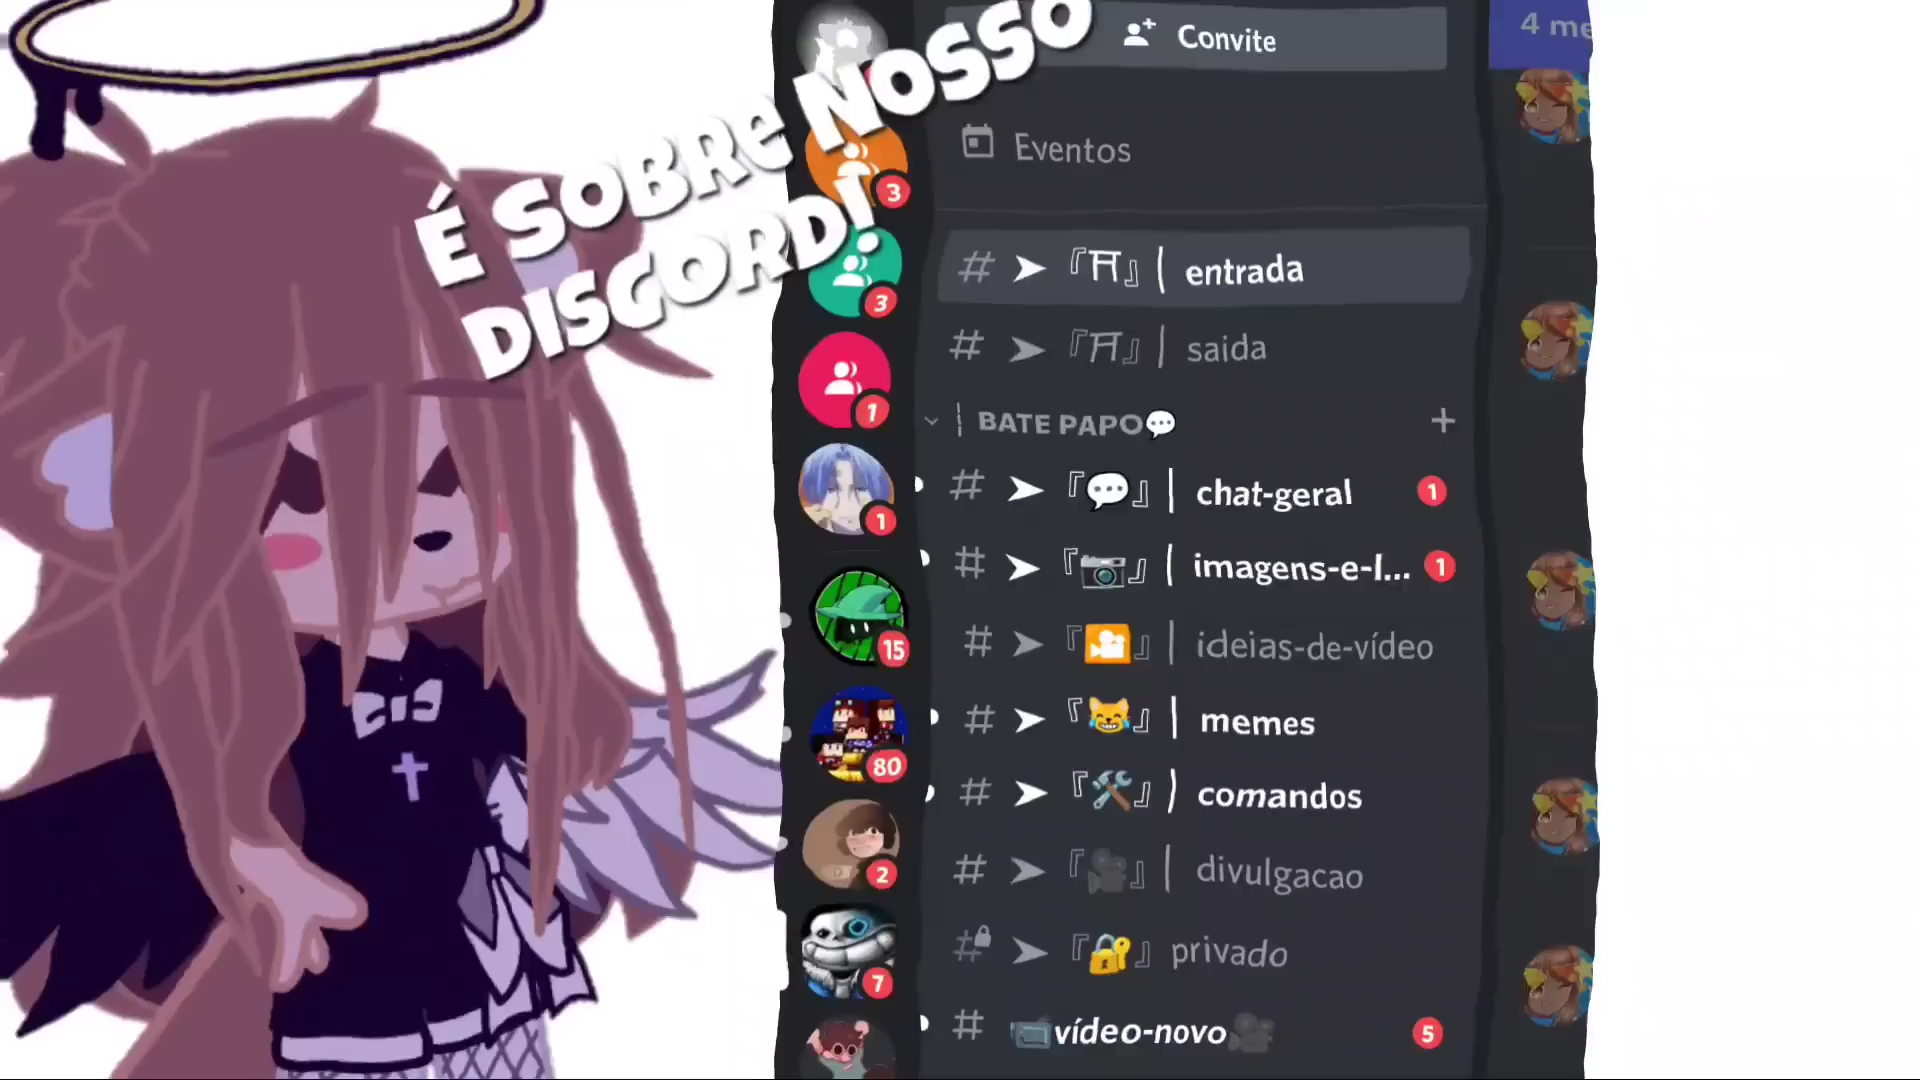 É SOBRE NOSSO
DISCORD!
Convite
4 me
Eventos
3
# ➤ 『⛩』 | entrada
3
# ➤ 『⛩』 | saida
1
BATE PAPO💬 +
1
# ➤ 『💬』 | chat-geral 1
# ➤ 『📷』 | imagens-e-l... 1
15
# ➤ 『🎦』 | ideias-de-vídeo
80
# ➤ 『😹』 | memes
# ➤ 『🛠』 | comandos
2
# ➤ 『🎥』 | divulgacao
7
# ➤ 『🔐』 privado
# 📹vídeo-novo🎥 5